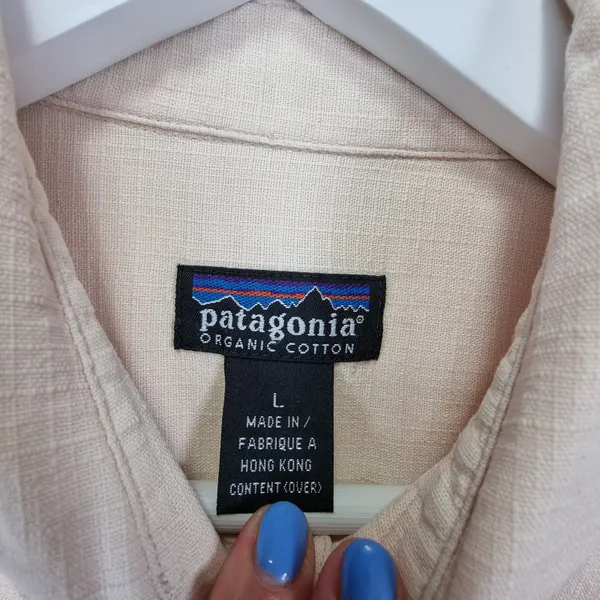 patagonia®
ORGANIC COTTON
L
MADE IN /
FABRIQUE A
HONG KONG
CONTENT (OVER)